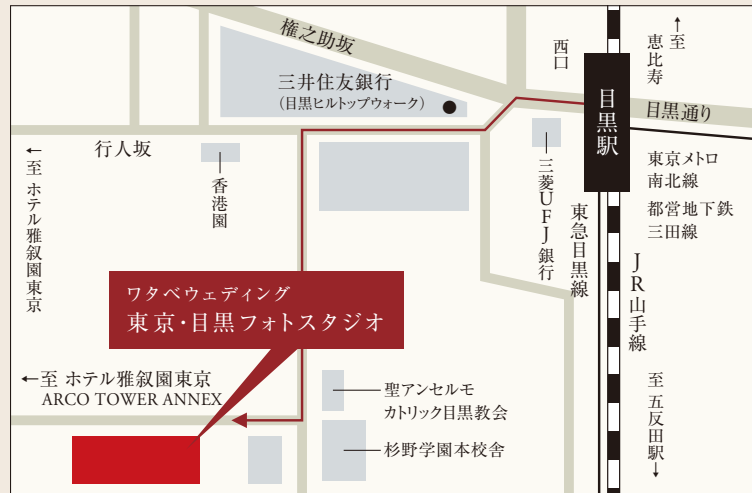 権之助坂
三井住友銀行
(目黒ヒルトップウォーク)
西口
↑至 恵比寿
目黒駅
目黒通り
行人坂
←至 ホテル雅叙園東京
香港園
三菱UFJ銀行
東急目黒線
東京メトロ
南北線
都営地下鉄
三田線
JR山手線
ワタベウェディング
東京・目黒フォトスタジオ
←至 ホテル雅叙園東京
ARCO TOWER ANNEX
聖アンセルモ
カトリック目黒教会
杉野学園本校舎
至 五反田駅→